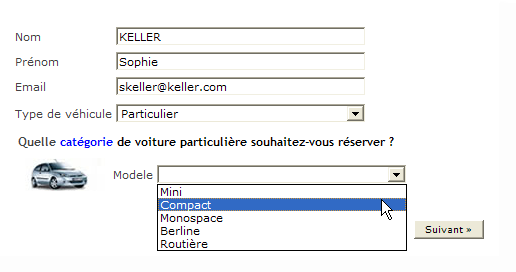 Nom KELLER
Prénom Sophie
Email skeller@keller.com
Type de véhicule Particulier
Quelle catégorie de voiture particulière souhaitez-vous réserver ?
Modele
Mini
Compact
Monospace
Berline
Routière
Suivant »